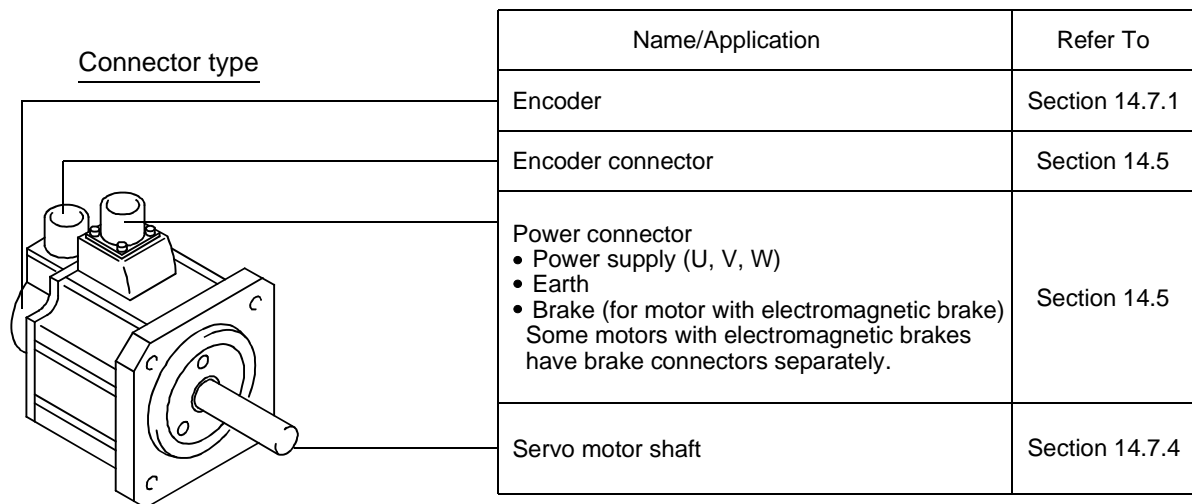 Connector type
Name/Application
Refer To
Encoder
Section 14.7.1
Encoder connector
Section 14.5
Power connector
• Power supply (U, V, W)
• Earth
• Brake (for motor with electromagnetic brake)
Some motors with electromagnetic brakes
have brake connectors separately.
Section 14.5
Servo motor shaft
Section 14.7.4